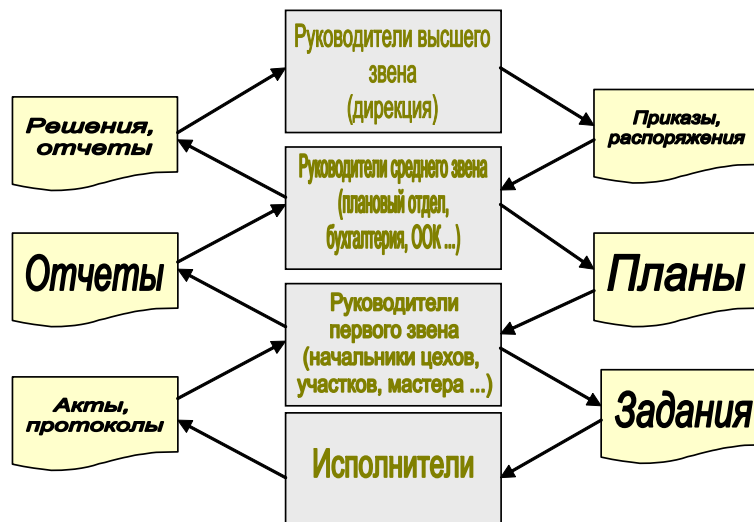 Руководители высшего
звена
(дирекция)
Решения,
отчеты
Приказы,
распоряжения
Руководители среднего звена
(плановый отдел,
бухгалтерия, ООК ...)
Отчеты
Планы
Руководители
первого звена
(начальники цехов,
участков, мастера ...)
Акты,
протоколы
Задания
Исполнители